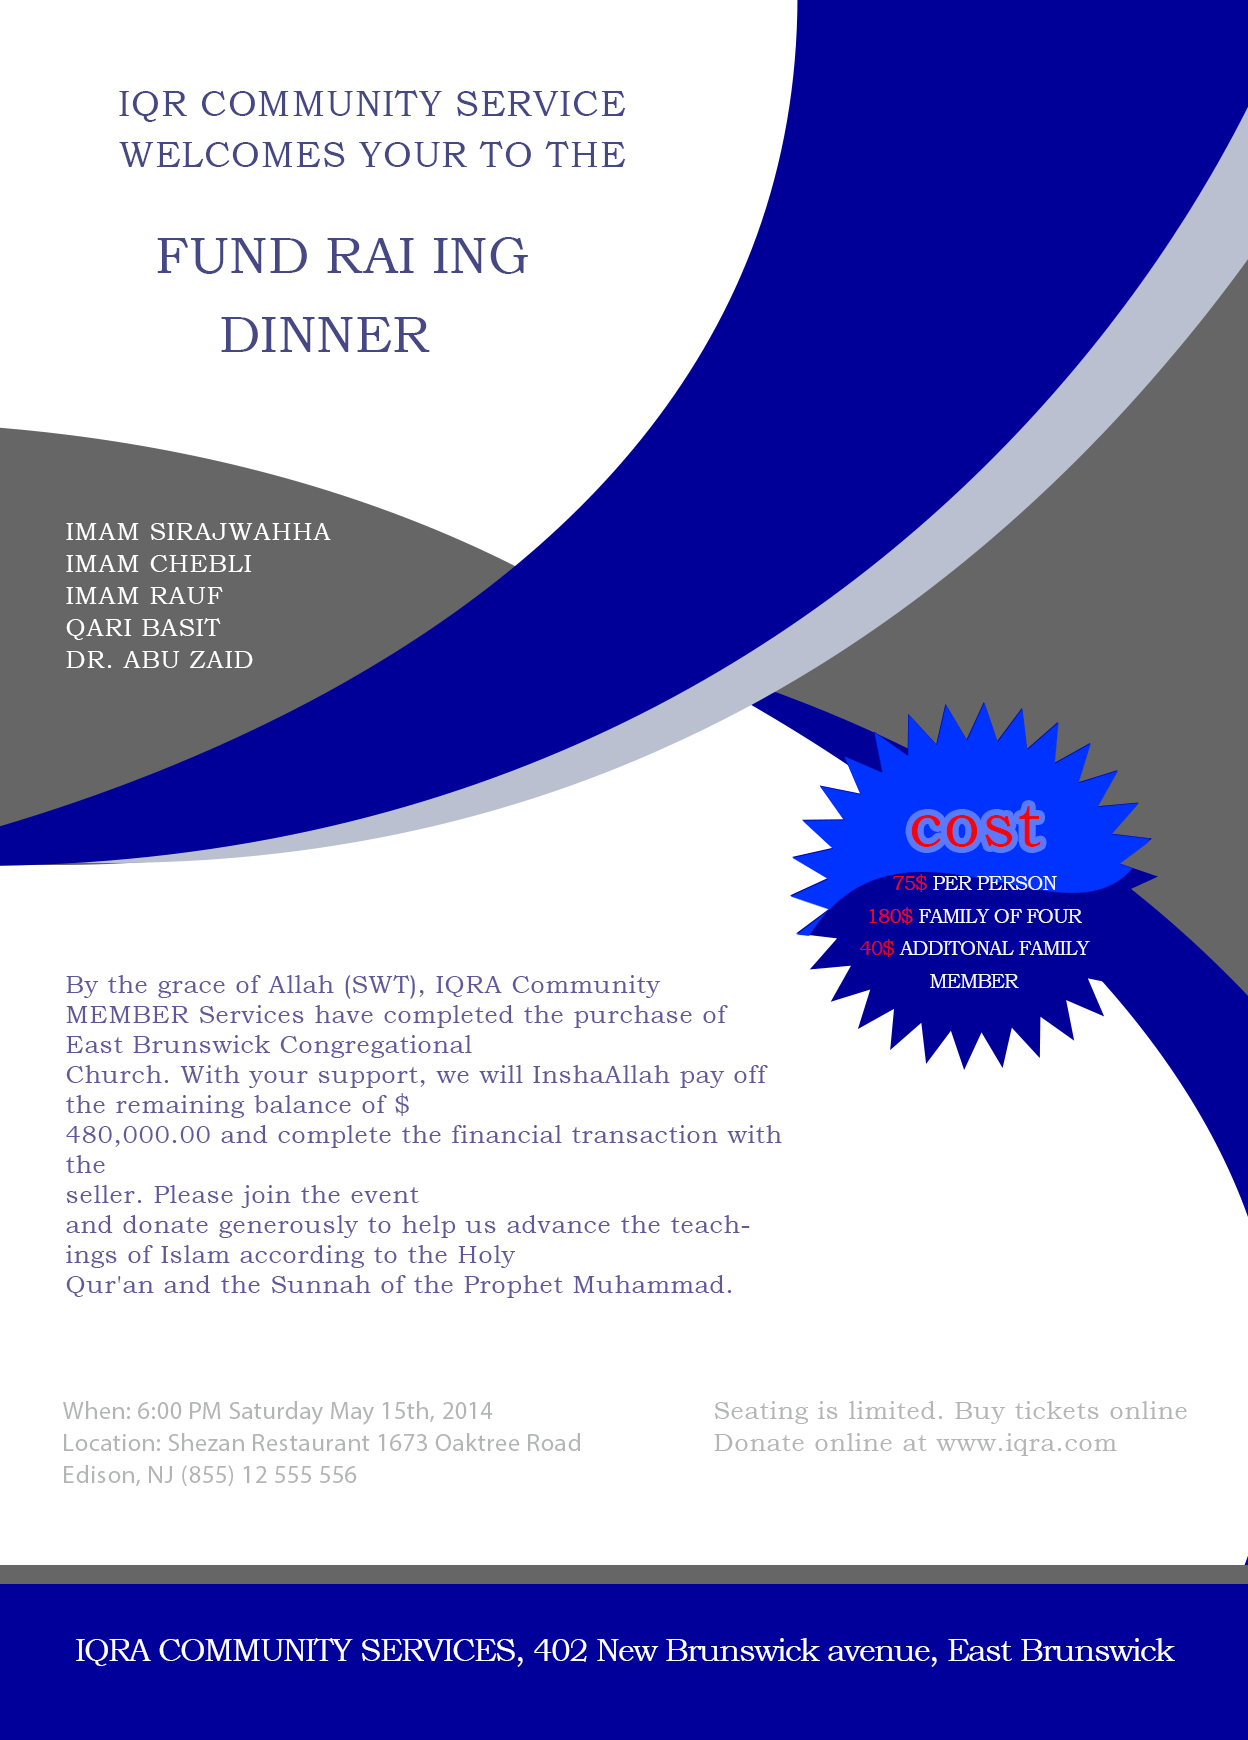 IQR COMMUNITY SERVICE
WELCOMES YOUR TO THE
FUND RAI ING
DINNER
IMAM SIRAJWAHHA
IMAM CHEBLI
IMAM RAUF
QARI BASIT
DR. ABU ZAID
cost
75$ PER PERSON
180$ FAMILY OF FOUR
40$ ADDITONAL FAMILY
MEMBER
By the grace of Allah (SWT), IQRA Community
MEMBER Services have completed the purchase of
East Brunswick Congregational
Church. With your support, we will InshaAllah pay off
the remaining balance of $
480,000.00 and complete the financial transaction with
the
seller. Please join the event
and donate generously to help us advance the teach-
ings of Islam according to the Holy
Qur'an and the Sunnah of the Prophet Muhammad.
When: 6:00 PM Saturday May 15th, 2014
Location: Shezan Restaurant 1673 Oaktree Road
Edison, NJ (855) 12 555 556
Seating is limited. Buy tickets online
Donate online at www.iqra.com
IQRA COMMUNITY SERVICES, 402 New Brunswick avenue, East Brunswick